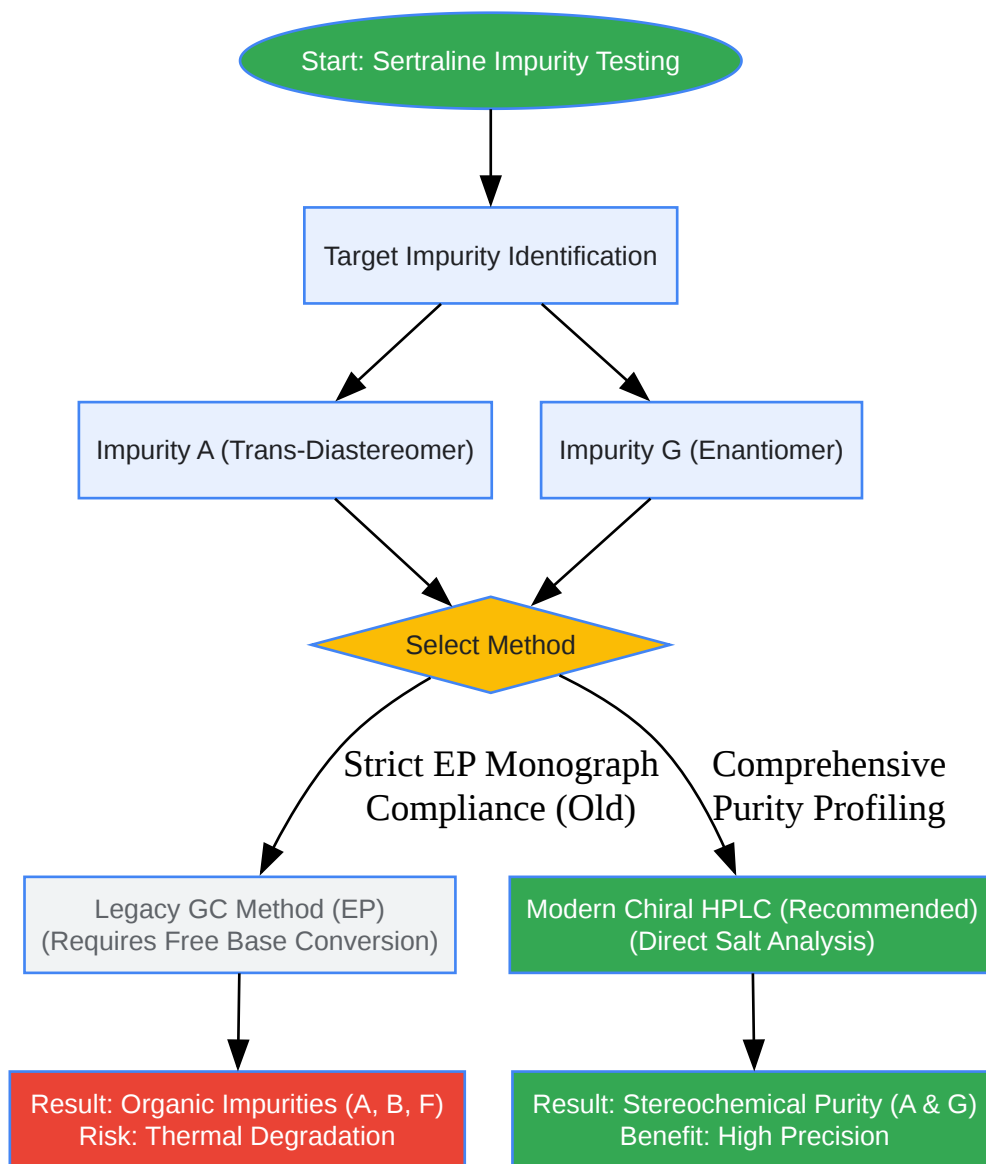 Start: Sertraline Impurity Testing
Target Impurity Identification
Impurity A (Trans-Diastereomer)
Impurity G (Enantiomer)
Select Method
Strict EP Monograph
Compliance (Old)
Comprehensive
Purity Profiling
Legacy GC Method (EP)
(Requires Free Base Conversion)
Modern Chiral HPLC (Recommended)
(Direct Salt Analysis)
Result: Organic Impurities (A, B, F)
Risk: Thermal Degradation
Result: Stereochemical Purity (A & G)
Benefit: High Precision